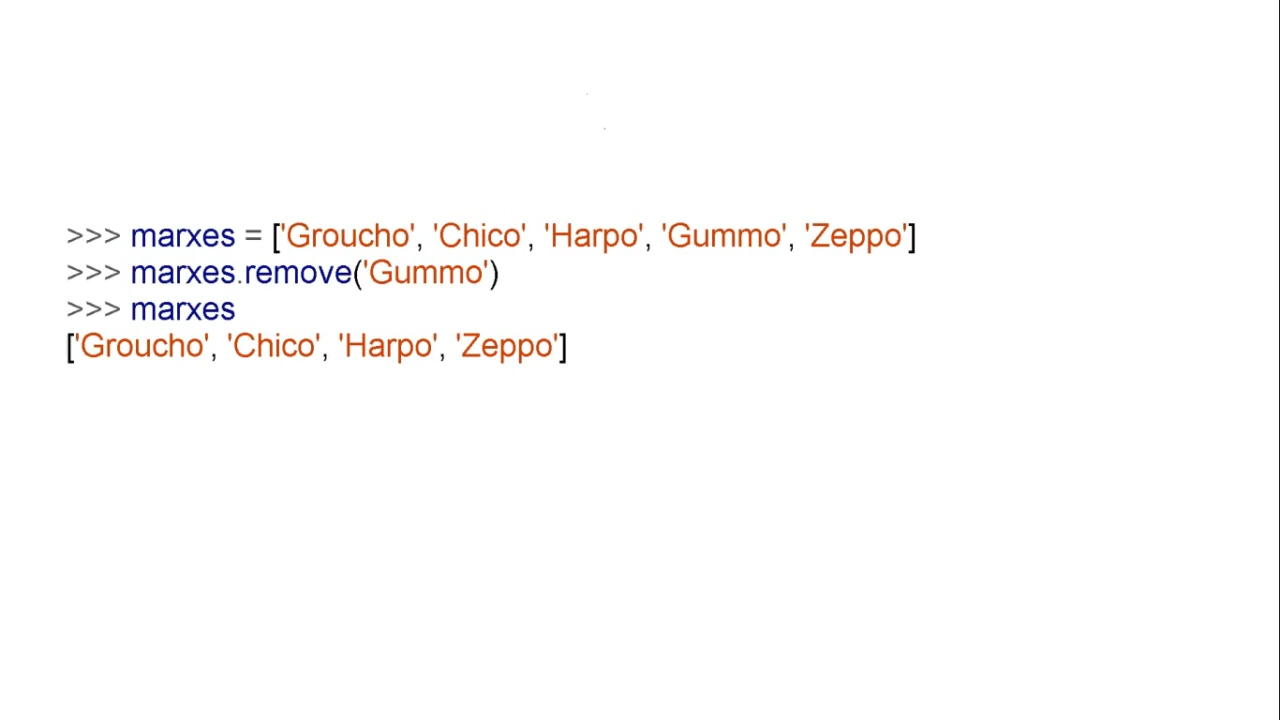 >>> marxes = ['Groucho', 'Chico', 'Harpo', 'Gummo', 'Zeppo']
>>> marxes.remove('Gummo')
>>> marxes
['Groucho', 'Chico', 'Harpo', 'Zeppo']